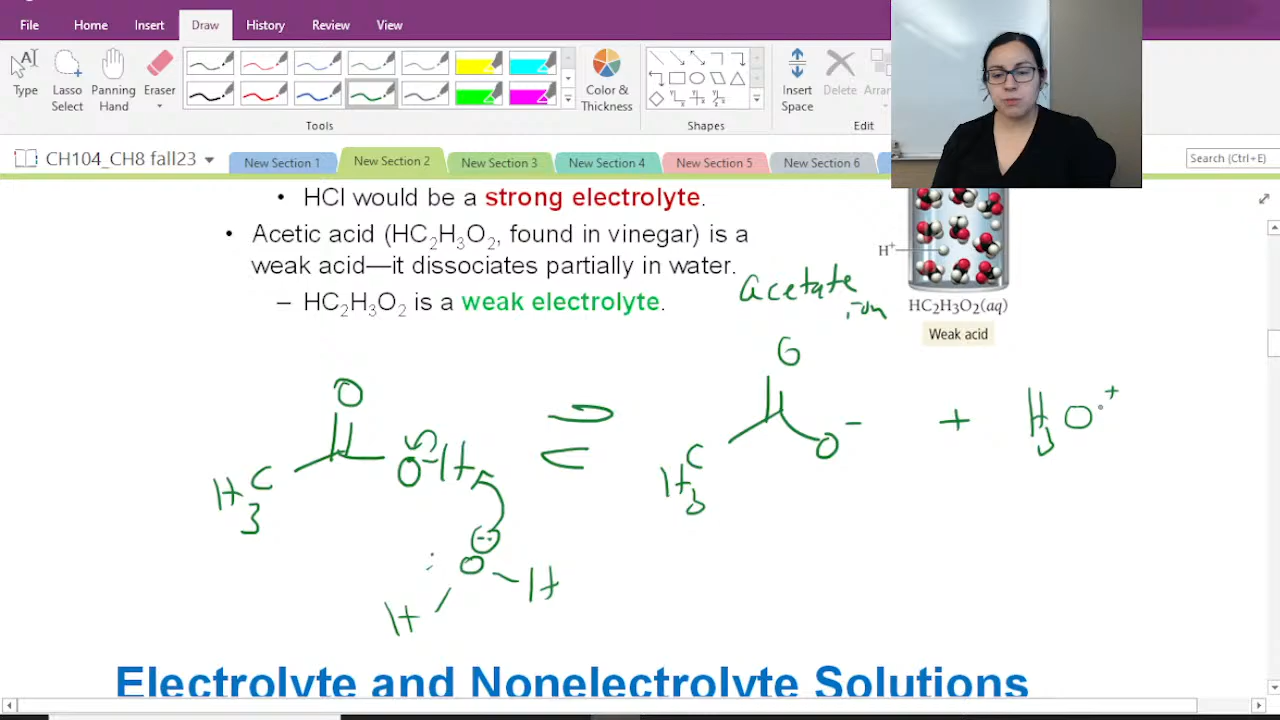 File Home Insert Draw History Review View
Type
Lasso Select
Panning Hand
Eraser
Color & Thickness
Insert Space
Delete
Arran
Tools
Shapes
Edit
CH104_CH8 fall23
New Section 1 New Section 2 New Section 3 New Section 4 New Section 5 New Section 6
Search (Ctrl+E)
• HCl would be a strong electrolyte.
• Acetic acid (HC₂H₃O₂, found in vinegar) is a
weak acid—it dissociates partially in water.
– HC₂H₃O₂ is a weak electrolyte.
H⁺
HC₂H₃O₂(aq)
Weak acid
Acetate
ion
O
H₃C
O-H
O
H
H
O
H₃C
O⁻
+ H₃O⁺
Electrolyte and Nonelectrolyte Solutions